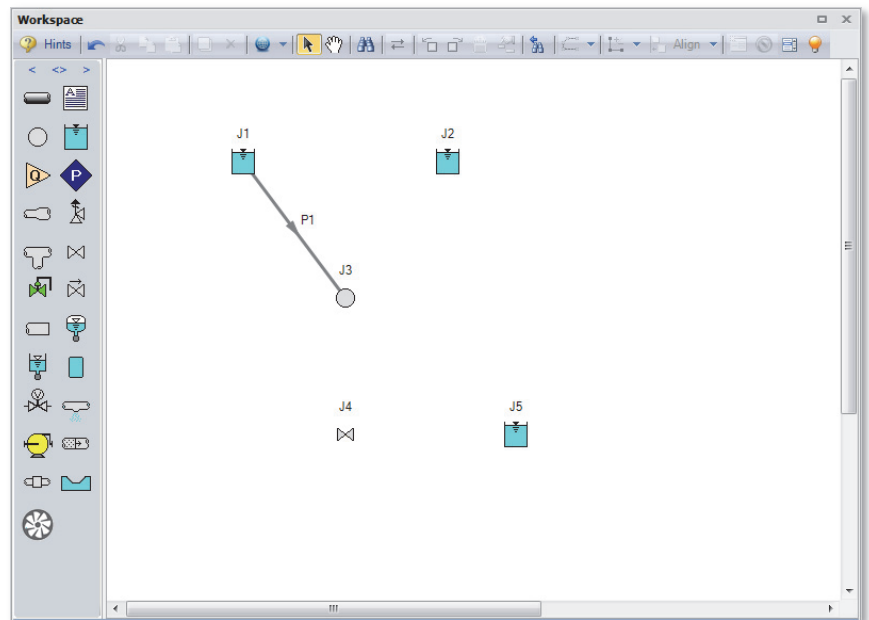 Workspace
Hints Align
< <> >
A
Q P
V
J1 J2
P1
J3
J4 J5